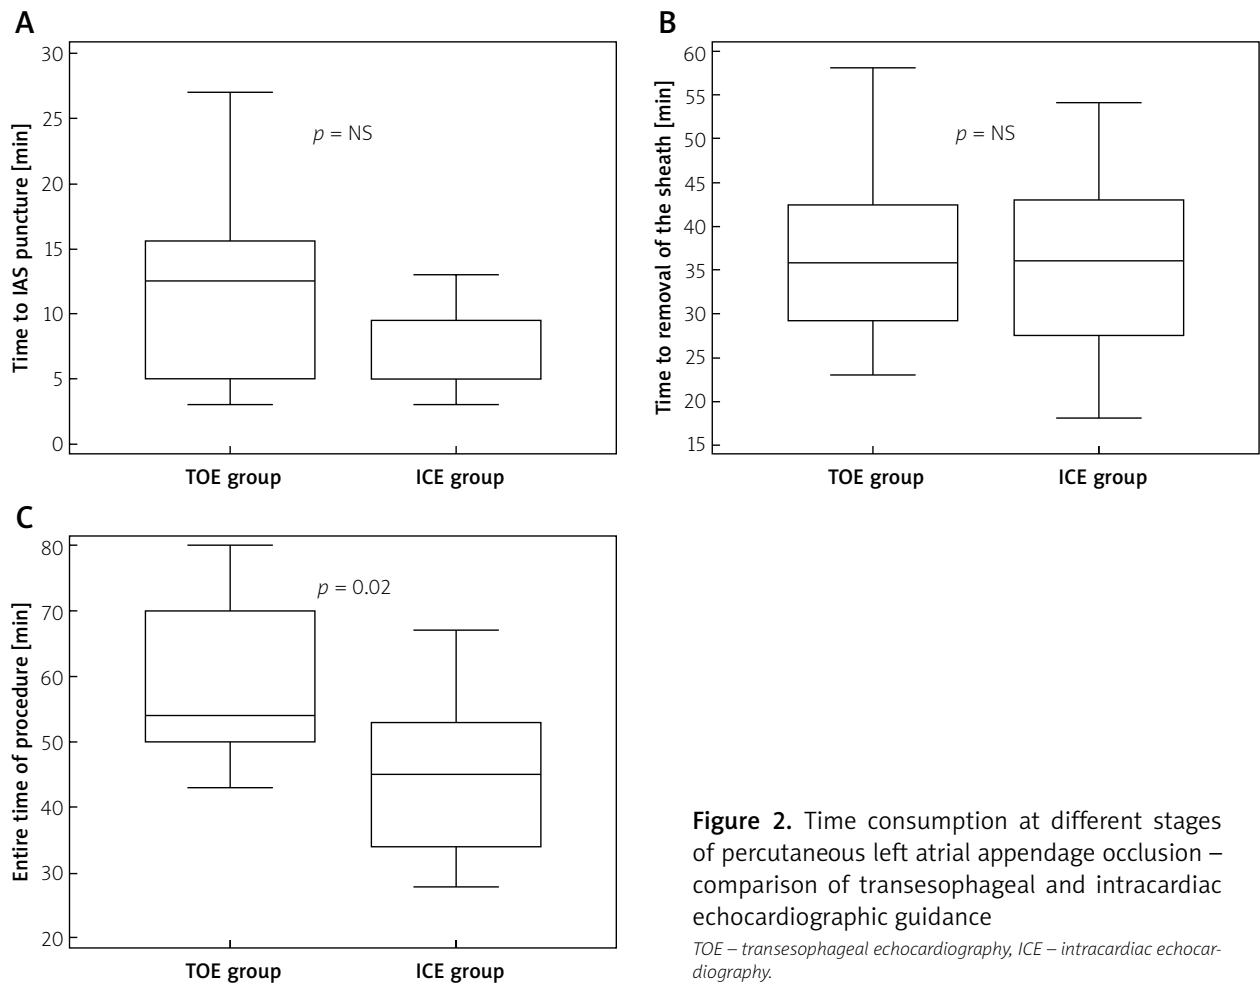 A
Time to IAS puncture [min]
30
25
20
15
10
5
0
p = NS
TOE group ICE group
B
Time to removal of the sheath [min]
60
55
50
45
40
35
30
25
20
15
p = NS
TOE group ICE group
C
Entire time of procedure [min]
80
70
60
50
40
30
20
p = 0.02
TOE group ICE group
Figure 2. Time consumption at different stages
of percutaneous left atrial appendage occlusion –
comparison of transesophageal and intracardiac
echocardiographic guidance
TOE – transesophageal echocardiography, ICE – intracardiac echocar-
diography.